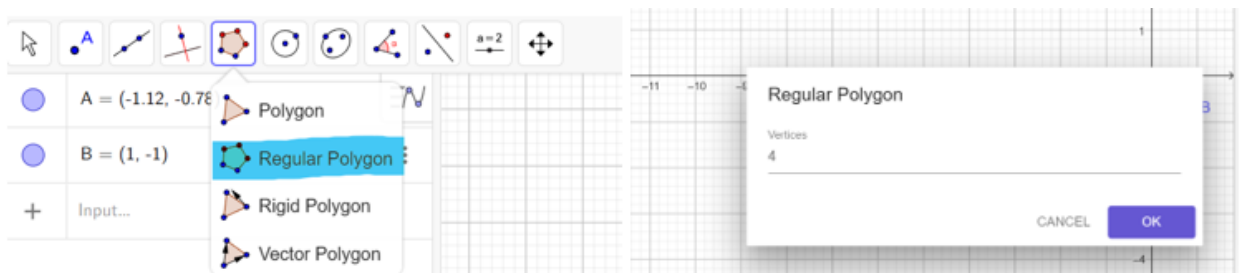 A
a
a=2
A = (-1.12, -0.78
Polygon
B = (1, -1)
Regular Polygon
Input...
Rigid Polygon
Vector Polygon
1
-11
-10
B
-4
Regular Polygon
Vertices
4
CANCEL
OK